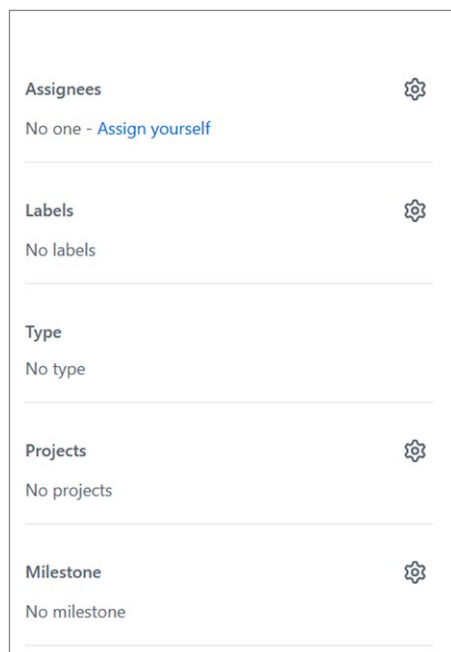 Assignees
No one - Assign yourself
Labels
No labels
Type
No type
Projects
No projects
Milestone
No milestone